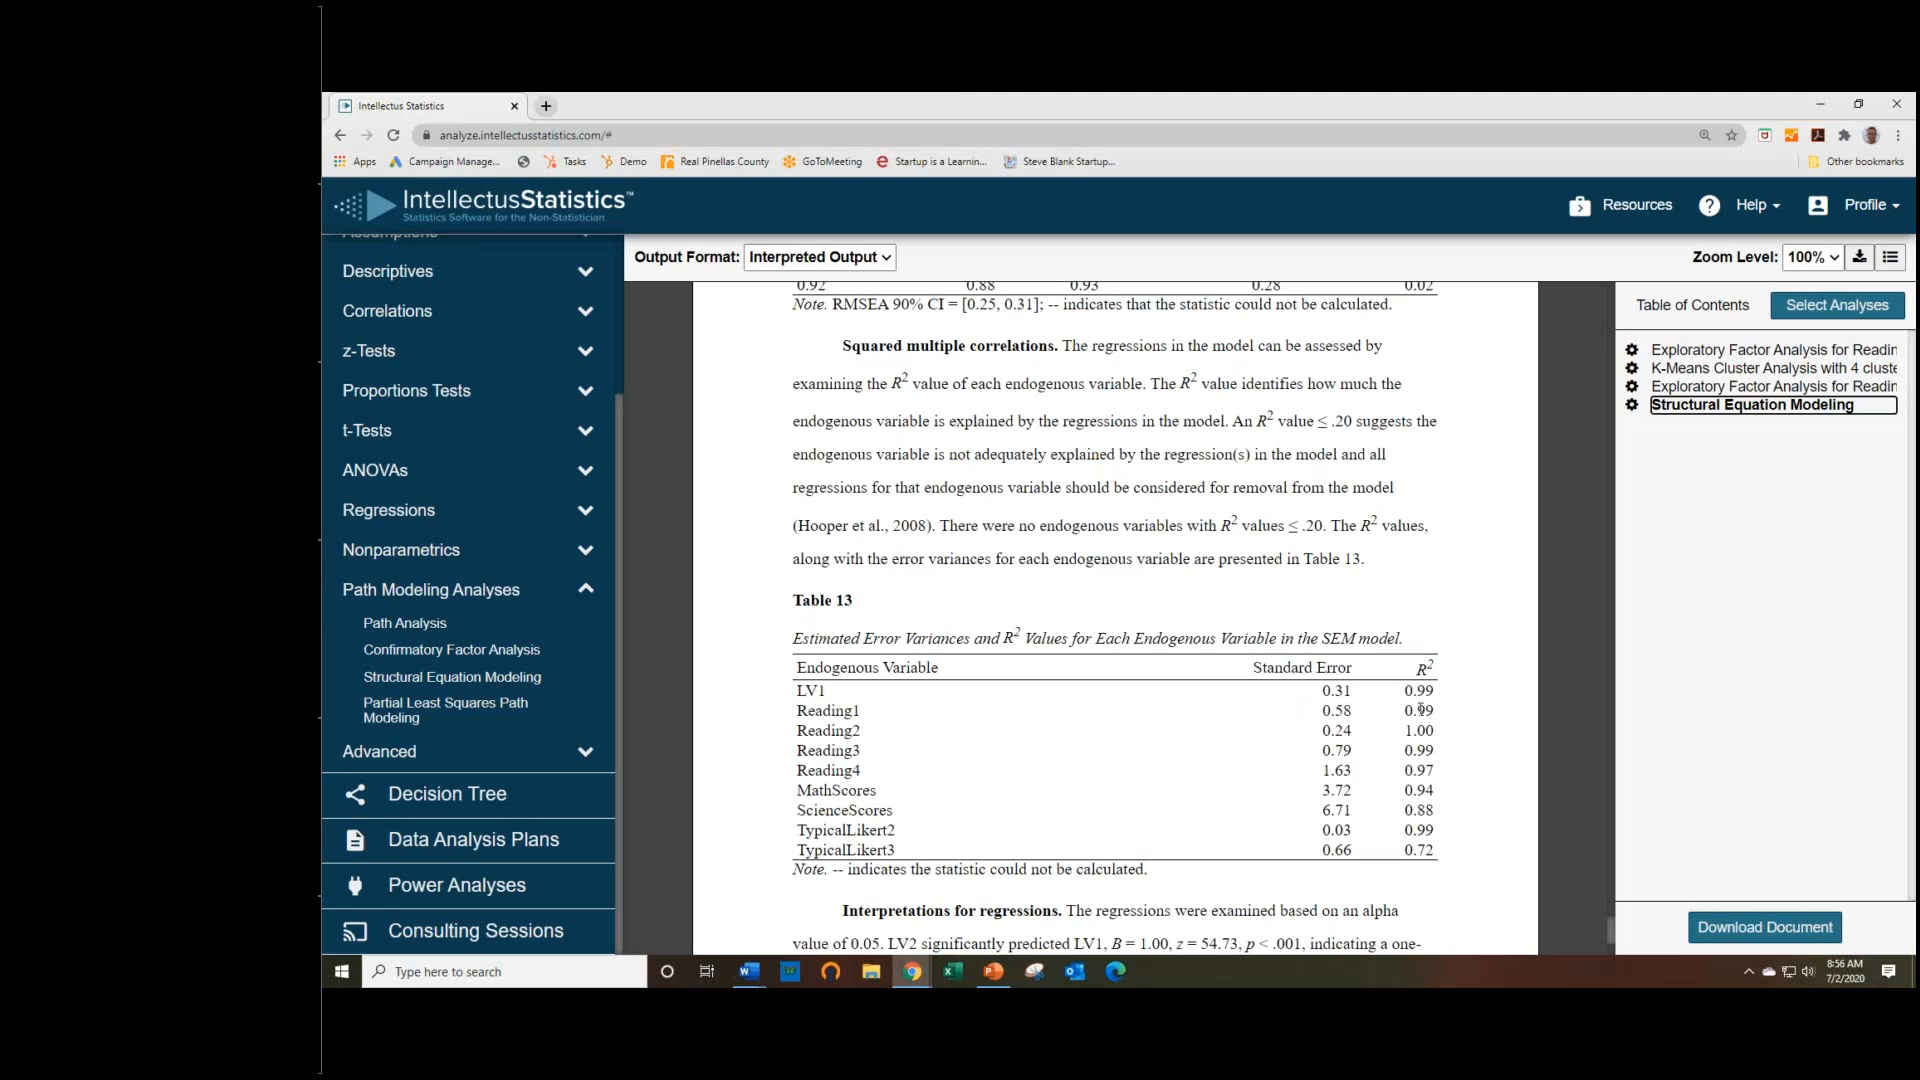 Intellectus Statistics
analyze.intellectusstatistics.com/#
Apps
Campaign Manage...
Tasks
Demo
Real Pinellas County
GoToMeeting
Startup is a Learnin...
Steve Blank Startup...
Other bookmarks
IntellectusStatistics™
Statistics Software for the Non-Statistician
Resources
Help
Profile
Assumptions
Descriptives
Correlations
z-Tests
Proportions Tests
t-Tests
ANOVAs
Regressions
Nonparametrics
Path Modeling Analyses
Path Analysis
Confirmatory Factor Analysis
Structural Equation Modeling
Partial Least Squares Path
Modeling
Advanced
Decision Tree
Data Analysis Plans
Power Analyses
Consulting Sessions
Output Format: Interpreted Output
Zoom Level: 100%
0.92 0.88 0.93 0.28 0.02
Note. RMSEA 90% CI = [0.25, 0.31]; -- indicates that the statistic could not be calculated.
Squared multiple correlations. The regressions in the model can be assessed by
examining the R² value of each endogenous variable. The R² value identifies how much the
endogenous variable is explained by the regressions in the model. An R² value ≤ .20 suggests the
endogenous variable is not adequately explained by the regression(s) in the model and all
regressions for that endogenous variable should be considered for removal from the model
(Hooper et al., 2008). There were no endogenous variables with R² values ≤ .20. The R² values,
along with the error variances for each endogenous variable are presented in Table 13.
Table 13
Estimated Error Variances and R² Values for Each Endogenous Variable in the SEM model.
Endogenous Variable Standard Error R²
LV1 0.31 0.99
Reading1 0.58 0.99
Reading2 0.24 1.00
Reading3 0.79 0.99
Reading4 1.63 0.97
MathScores 3.72 0.94
ScienceScores 6.71 0.88
TypicalLikert2 0.03 0.99
TypicalLikert3 0.66 0.72
Note. -- indicates the statistic could not be calculated.
Interpretations for regressions. The regressions were examined based on an alpha
value of 0.05. LV2 significantly predicted LV1, B = 1.00, z = 54.73, p < .001, indicating a one-
Table of Contents
Select Analyses
Exploratory Factor Analysis for Readin
K-Means Cluster Analysis with 4 cluste
Exploratory Factor Analysis for Readin
Structural Equation Modeling
Download Document
Type here to search
8:56 AM
7/2/2020